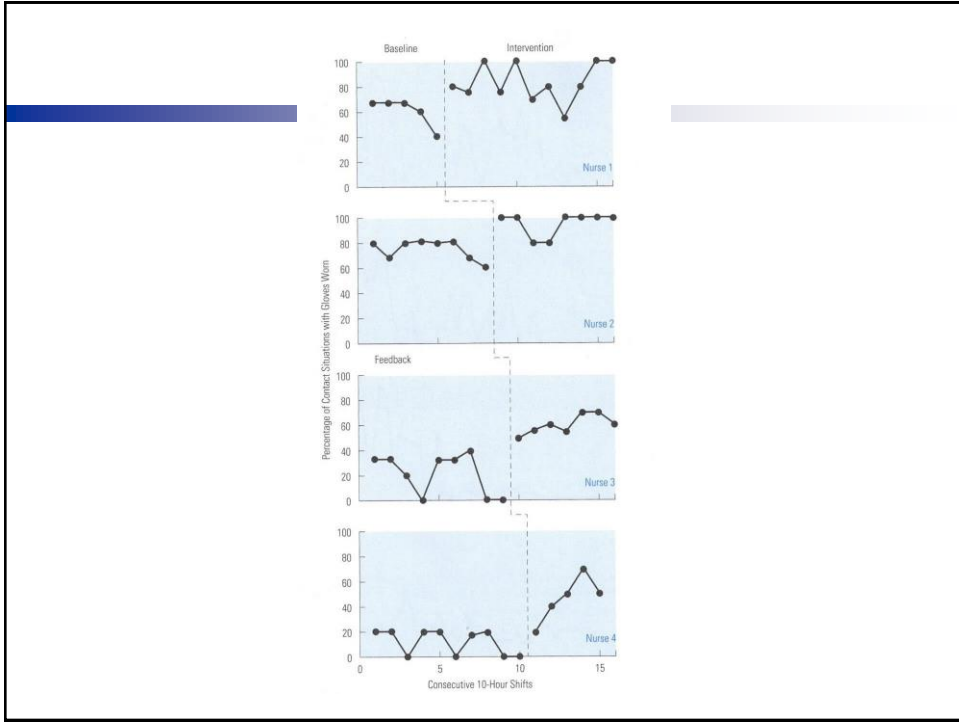 Baseline Intervention
100
80
60
40
20
0
Nurse 1
100
80
60
40
20
0
Nurse 2
Percentage of Contact Situations with Gloves Worn
Feedback
100
80
60
40
20
0
Nurse 3
100
80
60
40
20
0
Nurse 4
0 5 10 15
Consecutive 10-Hour Shifts